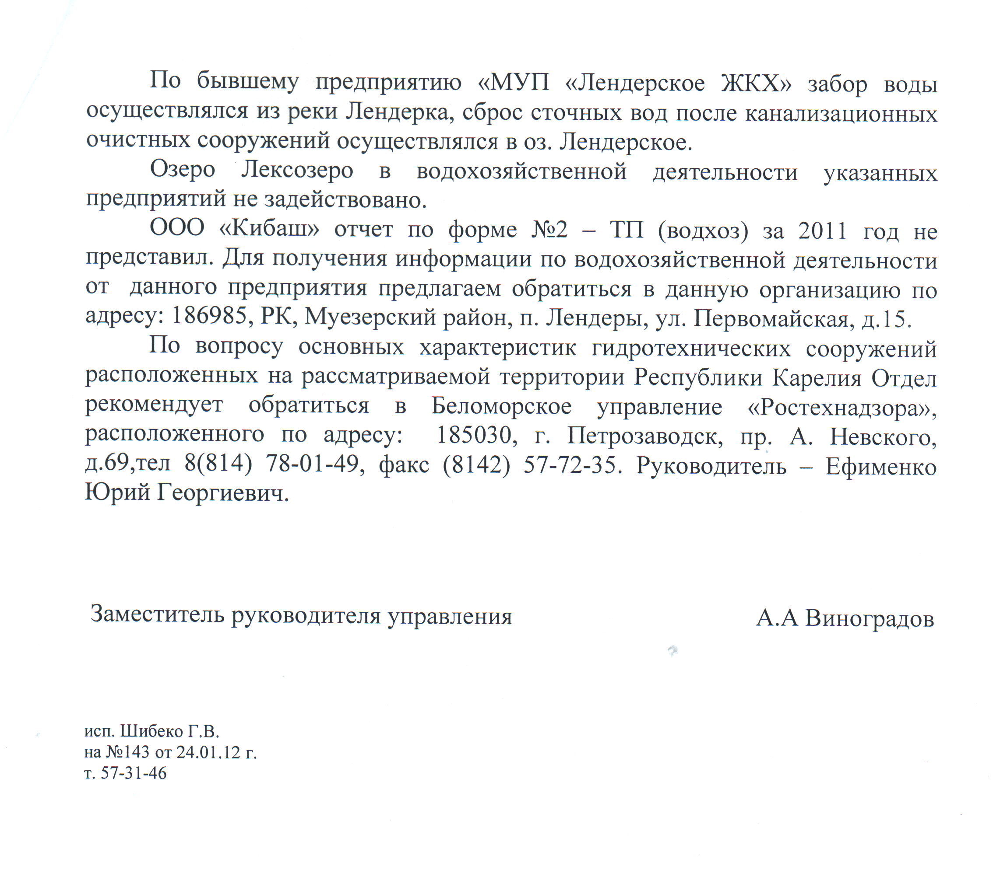 По бывшему предприятию «МУП «Лендерское ЖКХ» забор воды
осуществлялся из реки Лендерка, сброс сточных вод после канализационных
очистных сооружений осуществлялся в оз. Лендерское.
Озеро Лексозеро в водохозяйственной деятельности указанных
предприятий не задействовано.
ООО «Кибаш» отчет по форме №2 – ТП (водхоз) за 2011 год не
представил. Для получения информации по водохозяйственной деятельности
от данного предприятия предлагаем обратиться в данную организацию по
адресу: 186985, РК, Муезерский район, п. Лендеры, ул. Первомайская, д.15.
По вопросу основных характеристик гидротехнических сооружений
расположенных на рассматриваемой территории Республики Карелия Отдел
рекомендует обратиться в Беломорское управление «Ростехнадзора»,
расположенного по адресу: 185030, г. Петрозаводск, пр. А. Невского,
д.69,тел 8(814) 78-01-49, факс (8142) 57-72-35. Руководитель – Ефименко
Юрий Георгиевич.
Заместитель руководителя управления А.А Виноградов
исп. Шибеко Г.В.
на №143 от 24.01.12 г.
т. 57-31-46